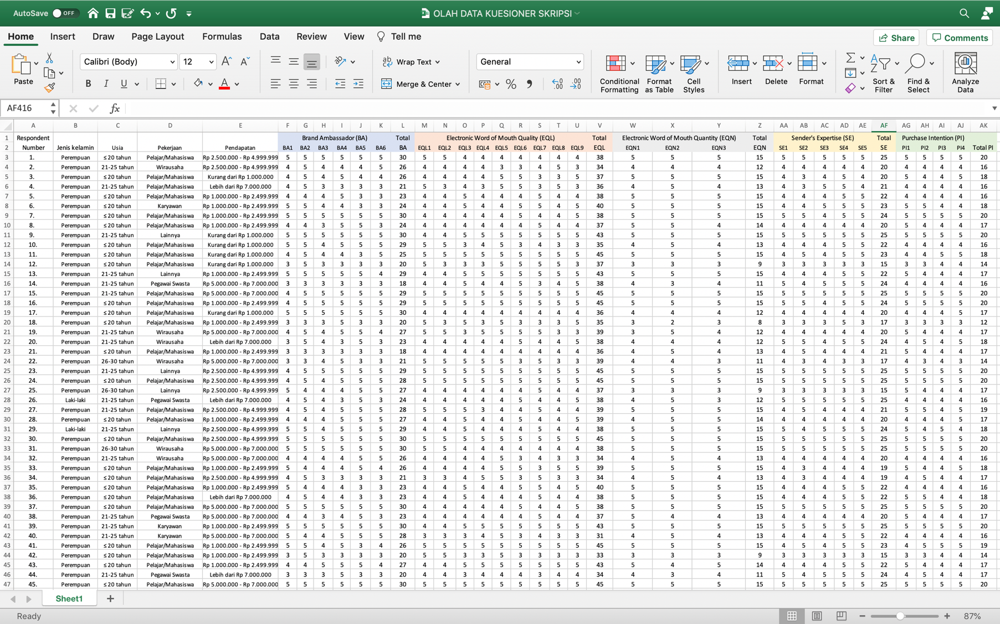 AutoSave OFF OLAH DATA KUESIONER SKRIPSI
Home Insert Draw Page Layout Formulas Data Review View Tell me Share Comments
Paste Calibri (Body) 12 Wrap Text General Conditional Formatting Format as Table Cell Styles Insert Delete Format Sort & Filter Find & Select Analyze Data
B I U Merge & Center
AF416 fx
A B C D E F G H I J K L M N O P Q R S T U V W X Y Z AA AB AC AD AE AF AG AH AI AJ AK
1 Respondent Brand Ambassador (BA) Total Electronic Word of Mouth Quality (EQL) Total Electronic Word of Mouth Quantity (EQN) Total Sender's Expertise (SE) Total Purchase Intention (PI)
2 Number Jenis kelamin Usia Pekerjaan Pendapatan BA1 BA2 BA3 BA4 BA5 BA6 BA EQL1 EQL2 EQL3 EQL4 EQL5 EQL6 EQL7 EQL8 EQL9 EQL EQN1 EQN2 EQN3 EQN SE1 SE2 SE3 SE4 SE5 SE PI1 PI2 PI3 PI4 Total PI
3 1. Perempuan ≤ 20 tahun Pelajar/Mahasiswa Rp 2.500.000 - Rp 4.999.999 5 5 5 5 5 5 30 5 5 4 4 4 4 4 4 4 38 5 5 5 15 5 5 5 5 5 25 5 5 5 5 20
4 2. Perempuan 21-25 tahun Wirausaha Rp 2.500.000 - Rp 4.999.999 4 5 4 4 4 5 26 4 4 4 4 3 3 4 5 3 34 4 4 4 12 4 4 4 4 4 20 4 4 4 4 16
5 3. Perempuan ≤ 20 tahun Pelajar/Mahasiswa Kurang dari Rp 1.000.000 4 5 4 5 4 4 26 4 4 4 4 5 5 3 3 5 37 5 5 5 15 4 3 4 5 4 20 5 4 4 5 18
6 4. Perempuan 21-25 tahun Pelajar/Mahasiswa Lebih dari Rp 7.000.000 4 5 3 3 3 3 21 5 3 4 3 5 5 3 5 3 36 4 5 4 13 4 3 5 5 4 21 4 4 4 4 16
7 5. Perempuan ≤ 20 tahun Pelajar/Mahasiswa Rp 1.000.000 - Rp 2.499.999 4 4 4 5 3 3 23 4 4 5 4 4 4 5 4 4 38 5 5 5 15 4 4 4 5 5 22 4 4 4 4 16
8 6. Perempuan ≤ 20 tahun Karyawan Rp 1.000.000 - Rp 2.499.999 5 5 4 4 3 3 24 4 4 5 4 4 5 5 4 5 40 5 5 5 15 4 4 5 5 5 23 5 5 4 4 18
9 7. Perempuan ≤ 20 tahun Pelajar/Mahasiswa Rp 1.000.000 - Rp 2.499.999 5 5 5 5 5 5 30 4 4 4 4 4 5 4 4 5 38 5 5 5 15 5 5 4 5 5 24 5 5 5 5 20
10 8. Perempuan ≤ 20 tahun Pelajar/Mahasiswa Rp 1.000.000 - Rp 2.499.999 4 4 3 5 5 3 24 4 4 4 4 4 4 5 4 4 37 5 5 4 14 4 4 4 4 4 20 5 4 4 4 17
11 9. Perempuan 21-25 tahun Lainnya Kurang dari Rp 1.000.000 5 5 5 5 5 5 30 4 4 5 5 5 5 5 5 5 43 5 5 5 15 5 5 5 5 5 25 5 5 5 5 20
12 10. Perempuan ≤ 20 tahun Pelajar/Mahasiswa Kurang dari Rp 1.000.000 5 5 4 5 5 5 29 5 5 3 4 5 3 4 3 3 35 5 4 4 13 4 4 4 5 5 22 4 4 4 4 16
13 11. Perempuan ≤ 20 tahun Pelajar/Mahasiswa Kurang dari Rp 1.000.000 4 5 4 4 3 5 25 5 5 5 5 5 5 5 5 5 45 5 5 5 15 4 5 4 5 5 23 4 4 5 5 18
14 12. Perempuan ≤ 20 tahun Pelajar/Mahasiswa Kurang dari Rp 1.000.000 3 5 3 3 3 3 20 5 3 3 3 5 5 5 5 3 37 3 3 3 9 3 3 3 3 3 15 3 3 4 4 14
15 13. Perempuan 21-25 tahun Lainnya Rp 1.000.000 - Rp 2.499.999 5 5 5 5 5 4 29 4 4 5 5 5 5 5 5 5 43 5 5 5 15 4 4 4 5 5 22 5 4 4 4 17
16 14. Perempuan 21-25 tahun Pegawai Swasta Rp 5.000.000 - Rp 7.000.000 3 3 3 3 3 3 18 4 4 5 4 4 5 3 4 5 38 4 3 4 11 5 4 5 5 5 24 4 4 4 4 16
17 15. Perempuan 21-25 tahun Pelajar/Mahasiswa Rp 5.000.000 - Rp 7.000.000 4 5 5 5 5 5 29 5 5 5 5 5 5 5 5 5 45 5 5 5 15 5 5 5 5 5 25 5 5 5 5 20
18 16. Perempuan ≤ 20 tahun Pelajar/Mahasiswa Rp 1.000.000 - Rp 2.499.999 4 5 5 5 5 5 29 5 5 5 5 5 5 5 5 5 45 5 5 5 15 5 5 4 5 5 24 5 5 5 5 20
19 17. Perempuan ≤ 20 tahun Pelajar/Mahasiswa Kurang dari Rp 1.000.000 5 5 5 5 5 5 30 4 4 4 4 4 4 4 4 4 36 4 4 4 12 4 4 4 4 4 20 4 4 4 5 17
20 18. Perempuan ≤ 20 tahun Pelajar/Mahasiswa Rp 1.000.000 - Rp 2.499.999 3 3 3 5 3 3 20 5 3 5 3 5 3 3 3 5 35 3 2 3 8 3 3 3 5 3 17 3 3 3 3 12
21 19. Perempuan 21-25 tahun Wirausaha Rp 5.000.000 - Rp 7.000.000 4 5 4 5 5 4 27 5 5 3 5 5 5 5 3 3 39 3 5 4 12 4 4 4 4 4 20 5 4 4 4 17
22 20. Perempuan 21-25 tahun Wirausaha Lebih dari Rp 7.000.000 3 5 4 3 5 3 23 4 4 4 4 4 5 4 4 5 38 4 4 4 12 5 5 4 5 5 24 4 5 4 5 18
23 21. Perempuan ≤ 20 tahun Pelajar/Mahasiswa Rp 1.000.000 - Rp 2.499.999 3 3 3 3 3 3 18 4 4 4 4 4 4 4 4 4 36 4 5 4 13 4 5 4 4 4 21 5 4 4 4 17
24 22. Perempuan 26-30 tahun Wirausaha Rp 5.000.000 - Rp 7.000.000 3 3 4 5 3 3 21 5 5 5 5 5 3 5 3 3 39 4 4 3 11 4 3 4 3 3 17 4 3 4 3 14
25 23. Perempuan 21-25 tahun Lainnya Rp 2.500.000 - Rp 4.999.999 4 5 5 5 5 5 29 5 5 5 5 5 5 5 5 5 45 5 5 5 15 5 5 5 5 5 25 5 5 5 5 20
26 24. Perempuan ≤ 20 tahun Pelajar/Mahasiswa Rp 2.500.000 - Rp 4.999.999 4 5 4 5 5 5 28 5 5 5 5 5 5 5 5 5 45 5 5 5 15 5 5 5 5 5 25 5 5 5 5 20
27 25. Perempuan 26-30 tahun Lainnya Rp 2.500.000 - Rp 4.999.999 5 4 4 4 5 5 27 4 4 4 4 4 4 5 4 4 37 3 3 3 9 3 3 3 3 3 15 5 4 4 4 17
28 26. Laki-laki 21-25 tahun Pegawai Swasta Lebih dari Rp 7.000.000 4 5 4 3 5 3 24 4 4 4 4 4 5 4 4 5 38 4 5 3 12 5 5 5 5 5 25 4 4 4 4 16
29 27. Perempuan 21-25 tahun Pelajar/Mahasiswa Rp 2.500.000 - Rp 4.999.999 4 5 4 5 5 5 28 5 5 5 3 4 4 5 4 4 39 5 5 5 15 4 5 4 4 4 21 5 5 4 5 19
30 28. Perempuan ≤ 20 tahun Pelajar/Mahasiswa Rp 1.000.000 - Rp 2.499.999 4 4 4 5 5 5 27 4 4 5 4 4 5 4 4 5 39 4 5 5 14 4 4 4 4 4 20 4 4 4 5 17
31 29. Laki-laki 21-25 tahun Lainnya Rp 2.500.000 - Rp 4.999.999 5 5 4 5 5 5 29 4 4 5 4 4 4 5 4 4 38 5 5 5 15 5 4 5 5 5 24 5 4 5 4 18
32 30. Perempuan ≤ 20 tahun Pelajar/Mahasiswa Rp 2.500.000 - Rp 4.999.999 5 5 5 5 5 5 30 5 5 5 5 5 5 5 5 5 45 5 5 5 15 5 5 5 5 5 25 5 5 5 5 20
33 31. Perempuan 26-30 tahun Wirausaha Rp 5.000.000 - Rp 7.000.000 5 5 5 5 5 5 30 5 5 4 4 4 4 4 4 4 38 5 5 5 15 5 5 5 5 5 25 5 5 5 5 20
34 32. Perempuan 21-25 tahun Wirausaha Rp 5.000.000 - Rp 7.000.000 4 4 4 4 5 5 26 4 4 4 4 5 3 4 3 3 34 4 5 4 13 4 4 4 4 4 20 4 4 4 4 16
35 33. Perempuan ≤ 20 tahun Pelajar/Mahasiswa Rp 1.000.000 - Rp 2.499.999 5 4 4 4 5 4 26 4 4 4 4 5 5 3 5 5 39 5 5 5 15 4 3 4 4 4 19 5 4 4 5 18
36 34. Perempuan ≤ 20 tahun Pelajar/Mahasiswa Rp 2.500.000 - Rp 4.999.999 4 5 3 3 3 3 21 3 3 4 5 5 3 5 3 3 34 4 5 4 13 4 3 4 4 4 19 4 5 4 4 17
37 35. Perempuan ≤ 20 tahun Pelajar/Mahasiswa Rp 1.000.000 - Rp 2.499.999 5 4 4 4 3 3 23 4 4 5 4 4 5 5 4 5 40 5 5 5 15 4 4 4 5 5 22 4 4 4 4 16
38 36. Perempuan ≤ 20 tahun Pelajar/Mahasiswa Lebih dari Rp 7.000.000 4 5 4 4 3 3 23 4 4 5 4 4 4 4 4 5 38 5 5 5 15 4 4 4 5 5 22 5 5 4 4 18
39 37. Perempuan ≤ 20 tahun Pelajar/Mahasiswa Rp 5.000.000 - Rp 7.000.000 5 5 5 5 5 5 30 4 4 4 4 4 5 4 4 5 38 5 5 5 15 5 5 5 5 5 25 5 5 5 5 20
40 38. Perempuan 21-25 tahun Pegawai Swasta Rp 5.000.000 - Rp 7.000.000 4 4 3 4 5 3 23 4 4 4 4 4 4 5 4 4 37 5 4 4 13 4 4 4 4 4 20 5 4 4 4 17
41 39. Perempuan 21-25 tahun Karyawan Rp 1.000.000 - Rp 2.499.999 5 5 5 5 5 5 30 4 4 5 5 5 5 5 5 5 43 5 5 5 15 5 5 5 5 5 25 5 5 5 5 20
42 40. Perempuan 21-25 tahun Karyawan Rp 5.000.000 - Rp 7.000.000 5 4 4 5 5 5 28 3 3 3 4 5 3 4 3 3 31 4 5 4 13 4 4 4 5 5 22 4 4 4 4 16
43 41. Perempuan ≤ 20 tahun Pelajar/Mahasiswa Rp 1.000.000 - Rp 2.499.999 5 5 4 5 3 4 26 5 5 5 5 5 5 5 5 5 45 5 5 5 15 4 5 4 5 5 23 4 5 5 5 19
44 42. Perempuan ≤ 20 tahun Pelajar/Mahasiswa Rp 1.000.000 - Rp 2.499.999 3 5 3 3 3 3 20 5 5 3 3 3 3 3 3 5 33 3 3 3 9 3 3 3 3 3 15 3 3 4 4 14
45 43. Perempuan ≤ 20 tahun Pelajar/Mahasiswa Rp 1.000.000 - Rp 2.499.999 4 4 5 5 5 4 27 4 4 5 5 5 5 5 5 5 43 5 4 5 14 4 4 4 5 5 22 5 4 4 4 17
46 44. Perempuan 21-25 tahun Pegawai Swasta Lebih dari Rp 7.000.000 3 3 3 5 3 3 20 4 4 3 4 4 4 3 4 4 34 4 3 4 11 5 4 5 5 5 24 4 5 4 4 17
47 45. Perempuan ≤ 20 tahun Pelajar/Mahasiswa Rp 5.000.000 - Rp 7.000.000 5 5 5 5 5 5 30 5 5 5 5 5 5 5 5 5 45 5 5 5 15 5 5 5 5 5 25 5 5 5 5 20
Sheet1
Ready 87%